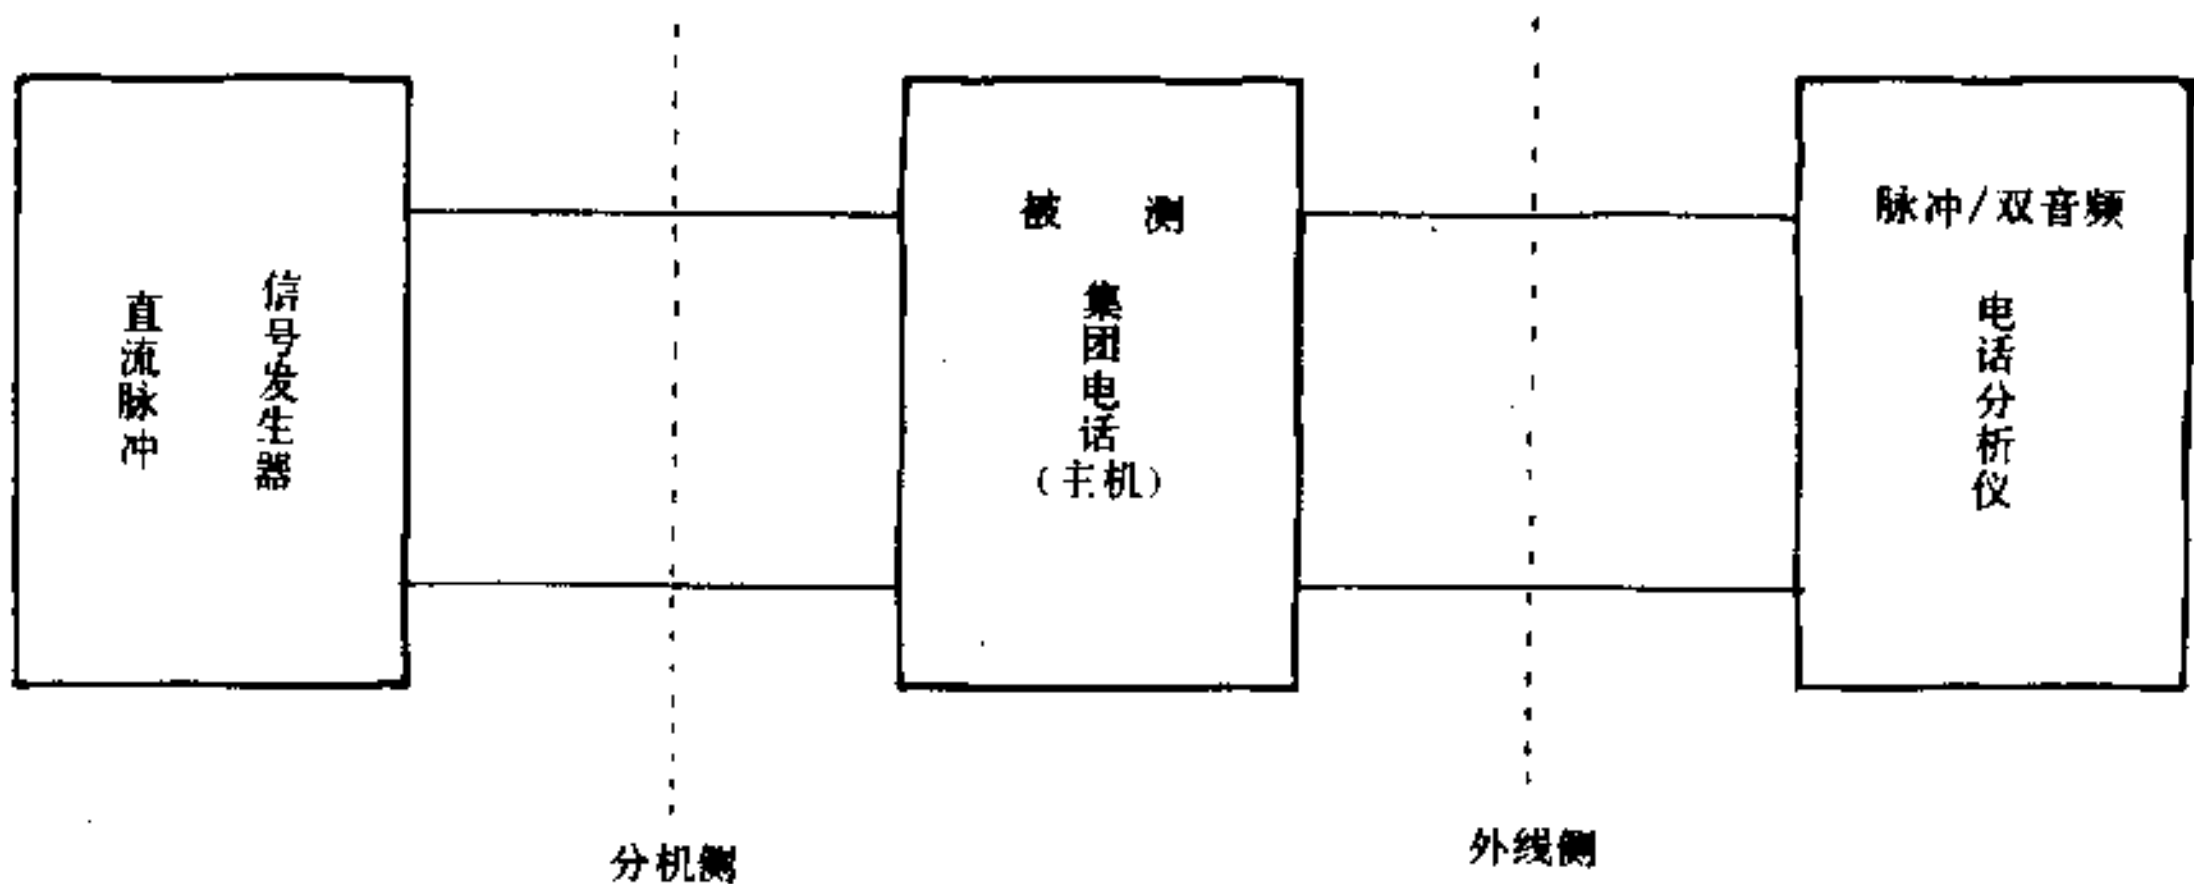 直流脉冲
信号发生器
被 测
集团电话
(主机)
脉冲/双音频
电话分析仪
分机侧
外线侧